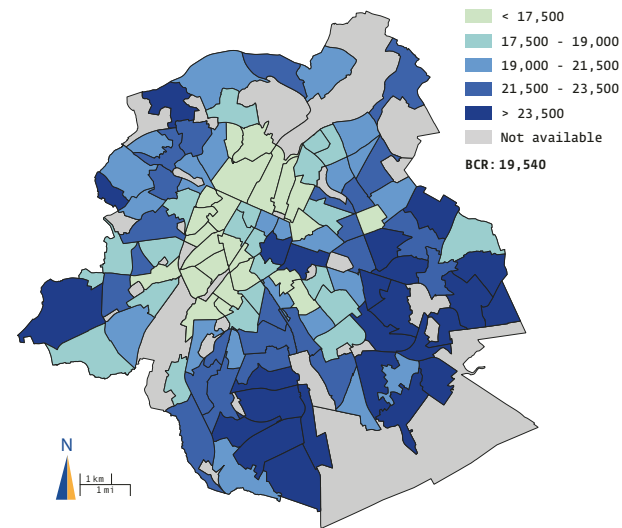 < 17,500
17,500 - 19,000
19,000 - 21,500
21,500 - 23,500
> 23,500
Not available
BCR: 19,540
N
1 km
1 mi